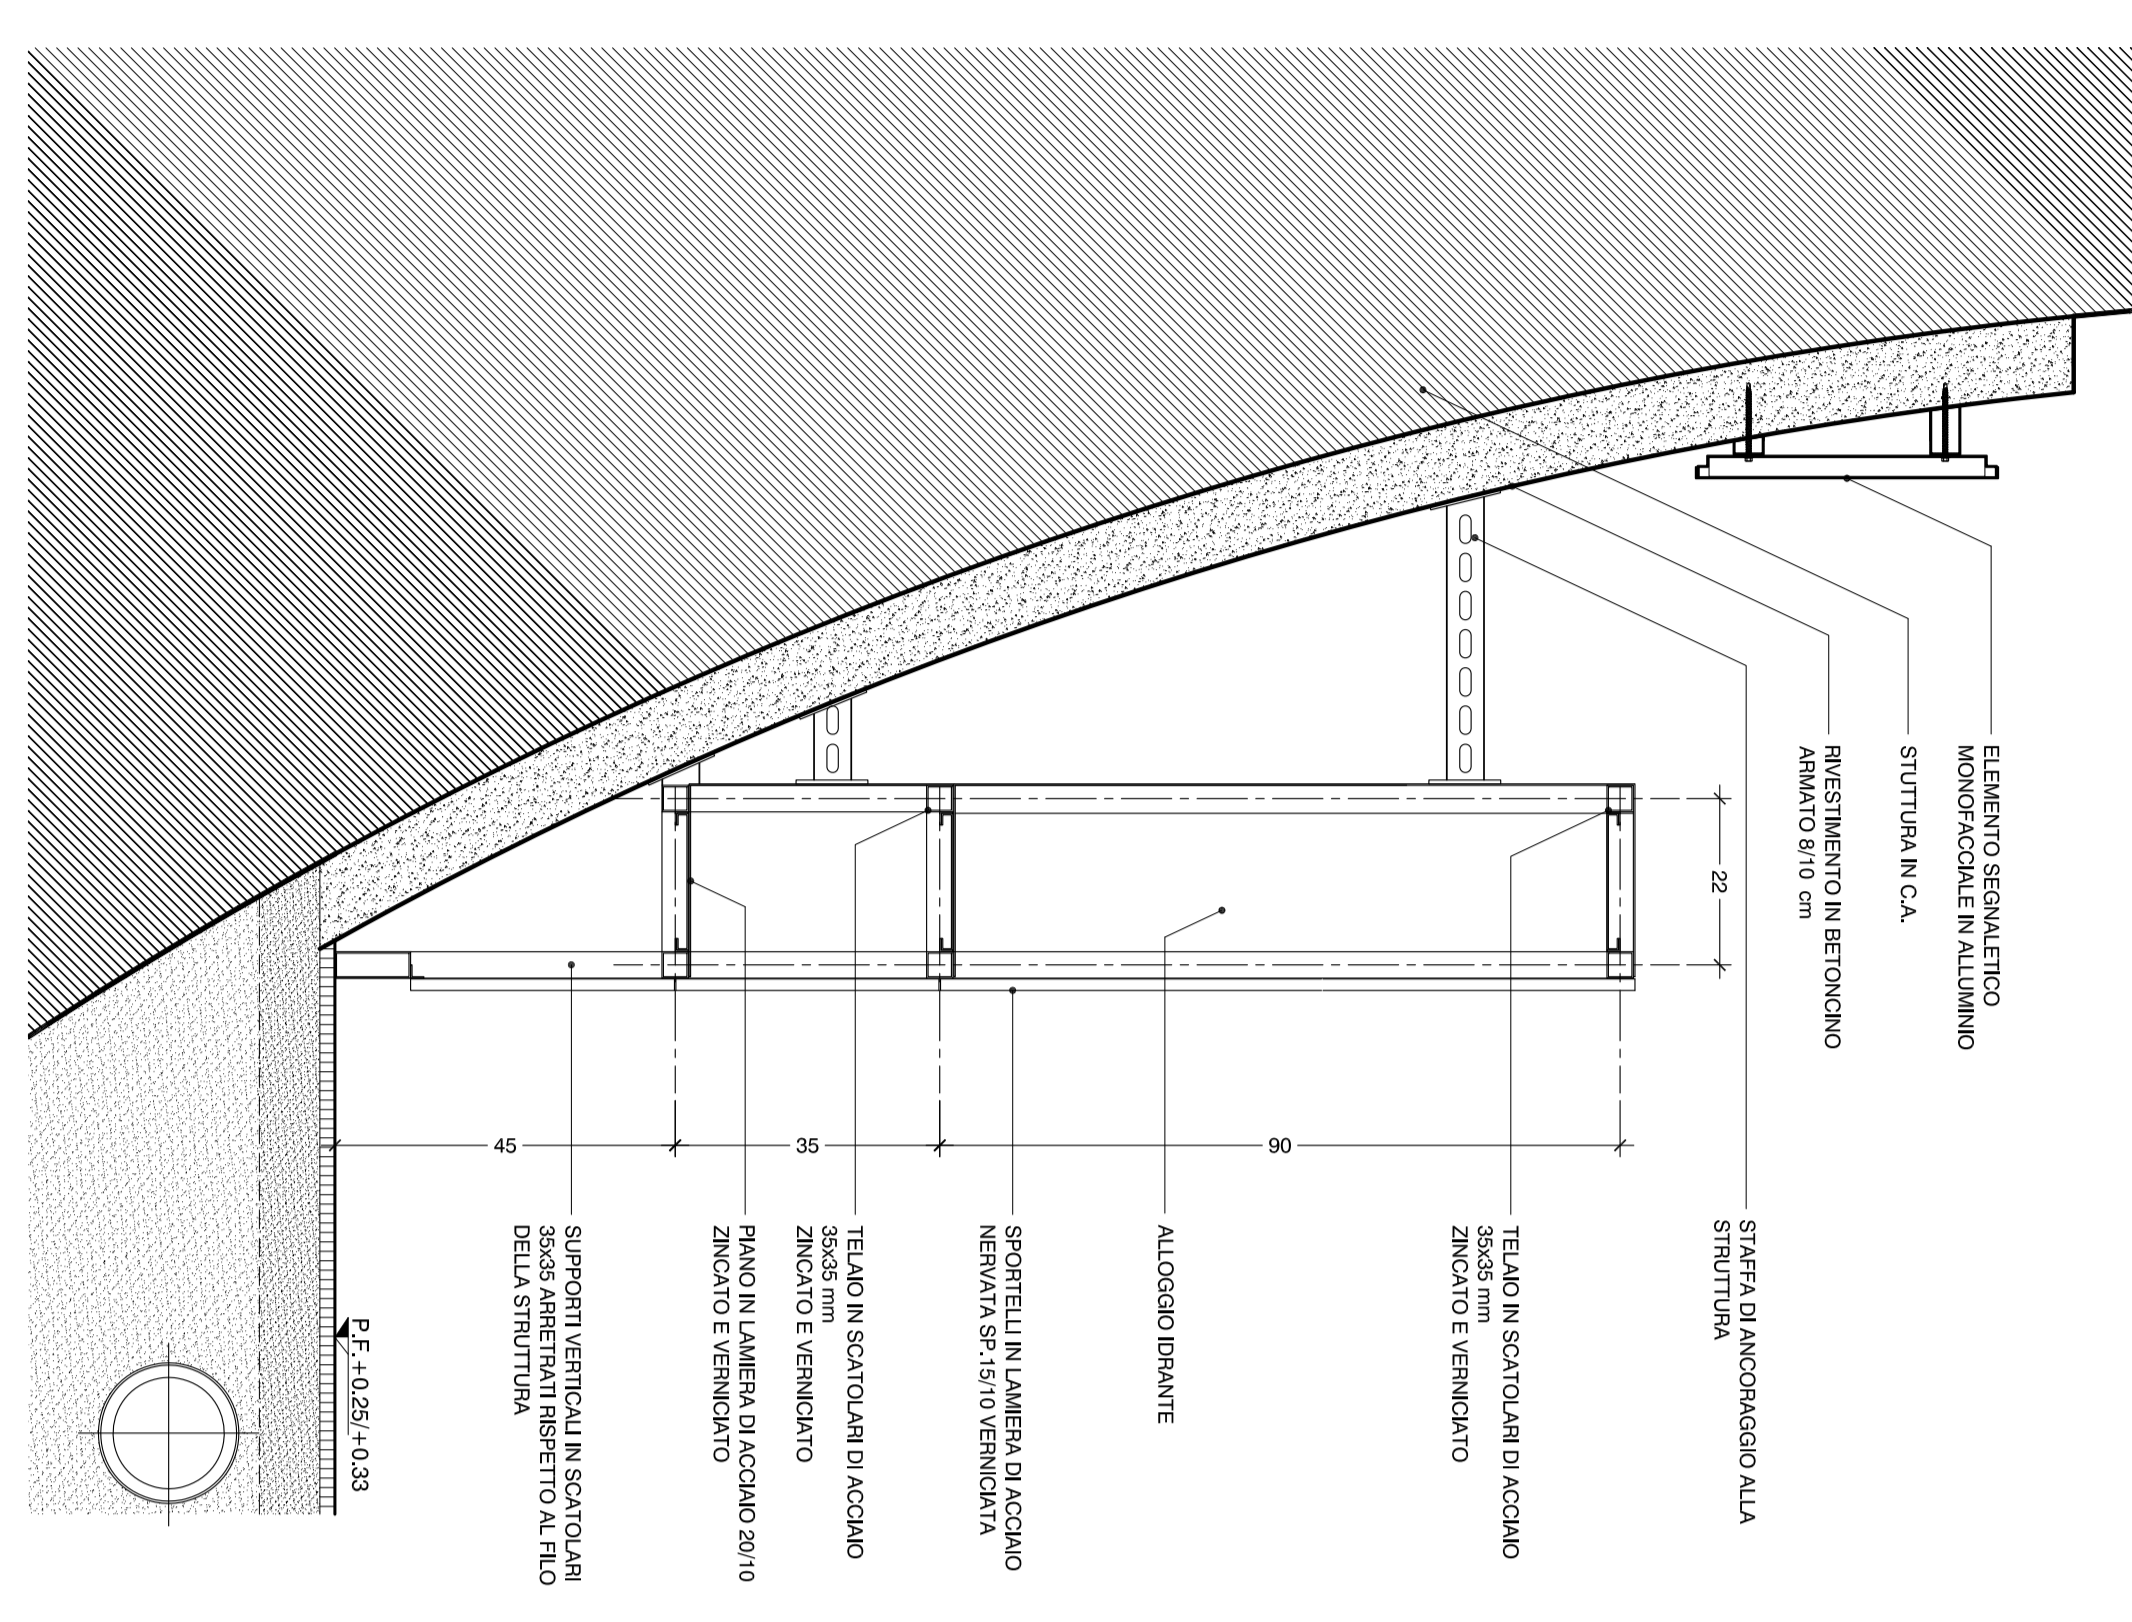 ELEMENTO SEGNALETICO
MONOFACCIALE IN ALLUMINIO
STUTTURA IN C.A.
RIVESTIMENTO IN BETONCINO
ARMATO 8/10 cm
22
STAFFA DI ANCORAGGIO ALLA
STRUTTURA
TELAIO IN SCATOLARI DI ACCIAIO
35x35 mm
ZINCATO E VERNICIATO
90
ALLOGGIO IDRANTE
SPORTELLI IN LAMIERA DI ACCIAIO
NERVATA SP.15/10 VERNICIATA
35
TELAIO IN SCATOLARI DI ACCIAIO
35x35 mm
ZINCATO E VERNICIATO
PIANO IN LAMIERA DI ACCIAIO 20/10
ZINCATO E VERNICIATO
45
SUPPORTI VERTICALI IN SCATOLARI
35x35 ARRETRATI RISPETTO AL FILO
DELLA STRUTTURA
P.F.+0.25/+0.33